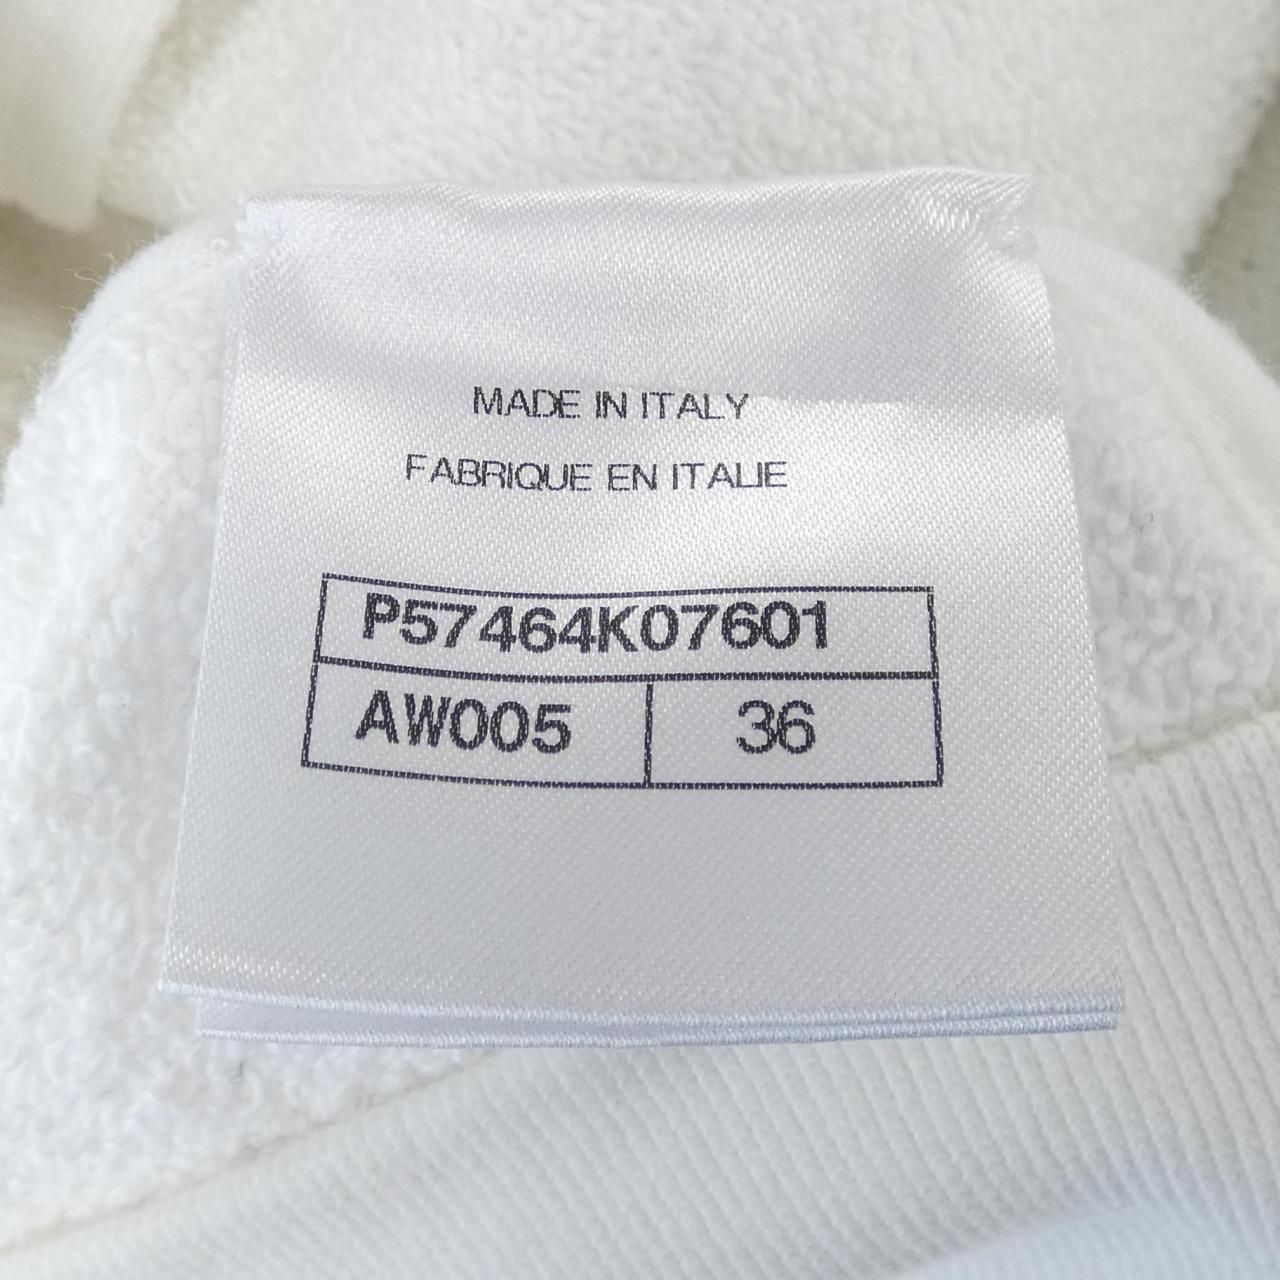 MADE IN ITALY
FABRIQUE EN ITALIE
P57464K07601
AW005 36